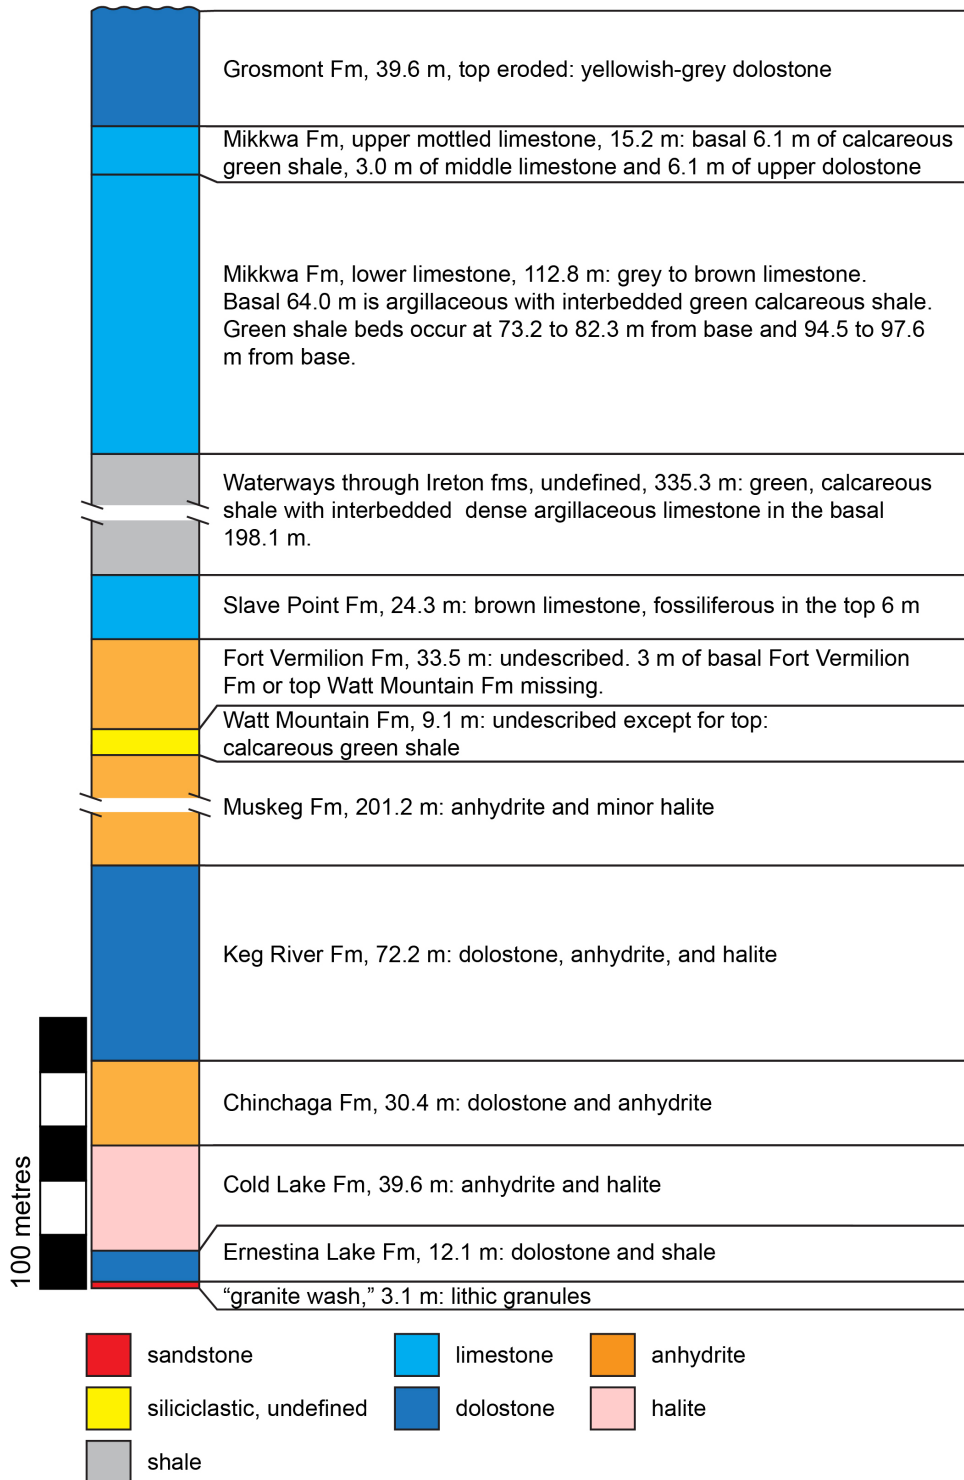 Grosmont Fm, 39.6 m, top eroded: yellowish-grey dolostone
Mikkwa Fm, upper mottled limestone, 15.2 m: basal 6.1 m of calcareous
green shale, 3.0 m of middle limestone and 6.1 m of upper dolostone
Mikkwa Fm, lower limestone, 112.8 m: grey to brown limestone.
Basal 64.0 m is argillaceous with interbedded green calcareous shale.
Green shale beds occur at 73.2 to 82.3 m from base and 94.5 to 97.6
m from base.
Waterways through Ireton fms, undefined, 335.3 m: green, calcareous
shale with interbedded  dense argillaceous limestone in the basal
198.1 m.
Slave Point Fm, 24.3 m: brown limestone, fossiliferous in the top 6 m
Fort Vermilion Fm, 33.5 m: undescribed. 3 m of basal Fort Vermilion
Fm or top Watt Mountain Fm missing.
Watt Mountain Fm, 9.1 m: undescribed except for top:
calcareous green shale
Muskeg Fm, 201.2 m: anhydrite and minor halite
Keg River Fm, 72.2 m: dolostone, anhydrite, and halite
Chinchaga Fm, 30.4 m: dolostone and anhydrite
Cold Lake Fm, 39.6 m: anhydrite and halite
Ernestina Lake Fm, 12.1 m: dolostone and shale
“granite wash,” 3.1 m: lithic granules
100 metres
sandstone
limestone
anhydrite
siliciclastic, undefined
dolostone
halite
shale